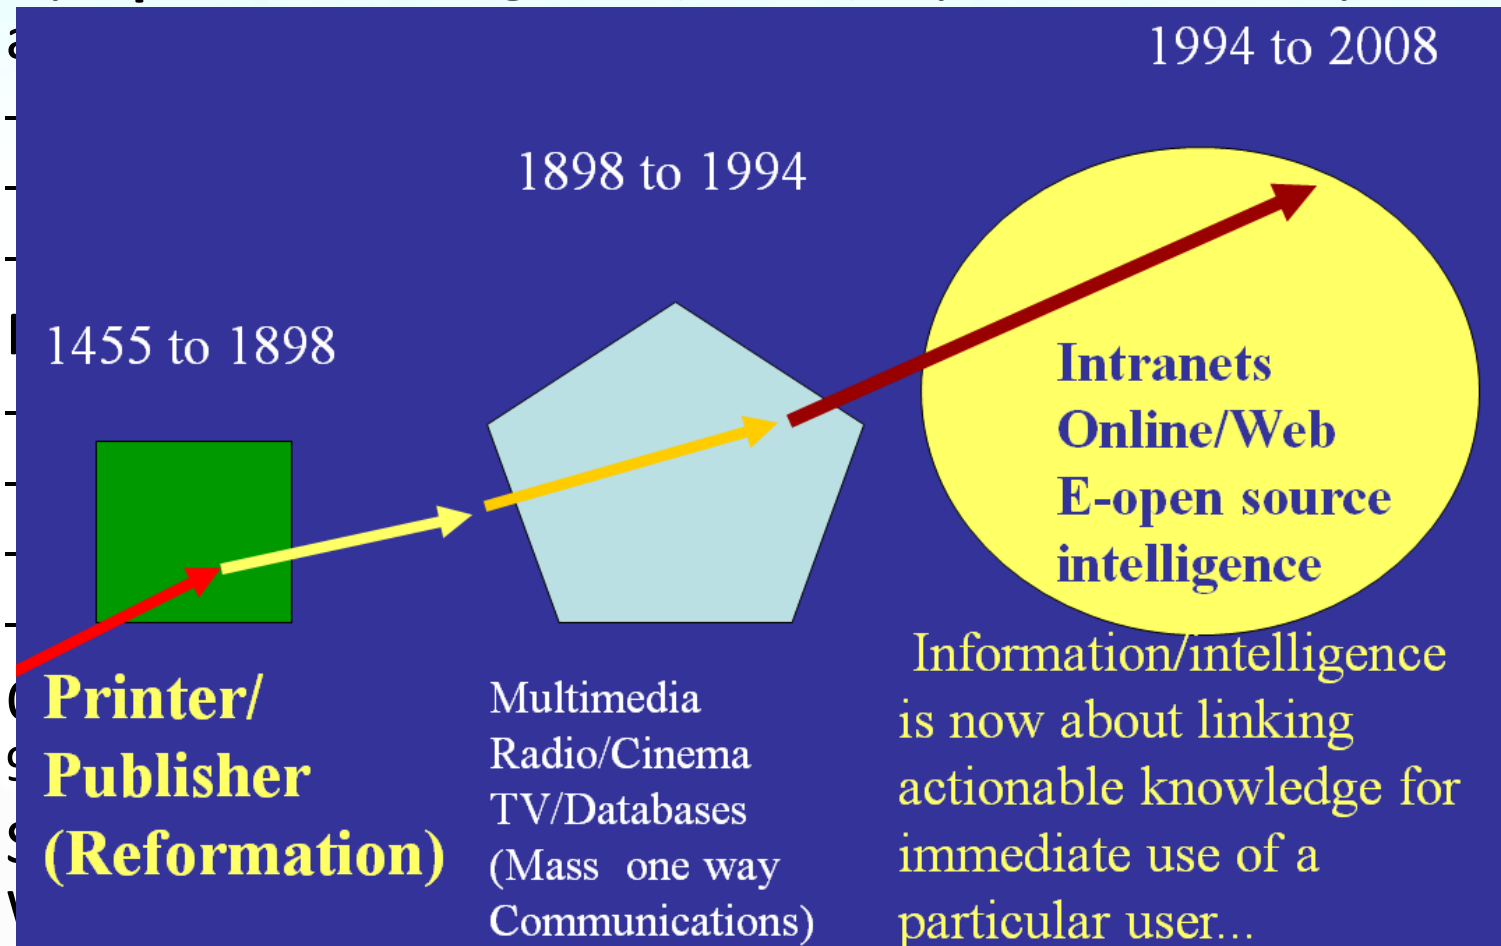 1994 to 2008
1898 to 1994
1455 to 1898
Intranets
Online/Web
E-open source
intelligence
Printer/
Publisher
(Reformation)
Multimedia
Radio/Cinema
TV/Databases
(Mass one way
Communications)
Information/intelligence
is now about linking
actionable knowledge for
immediate use of a
particular user...